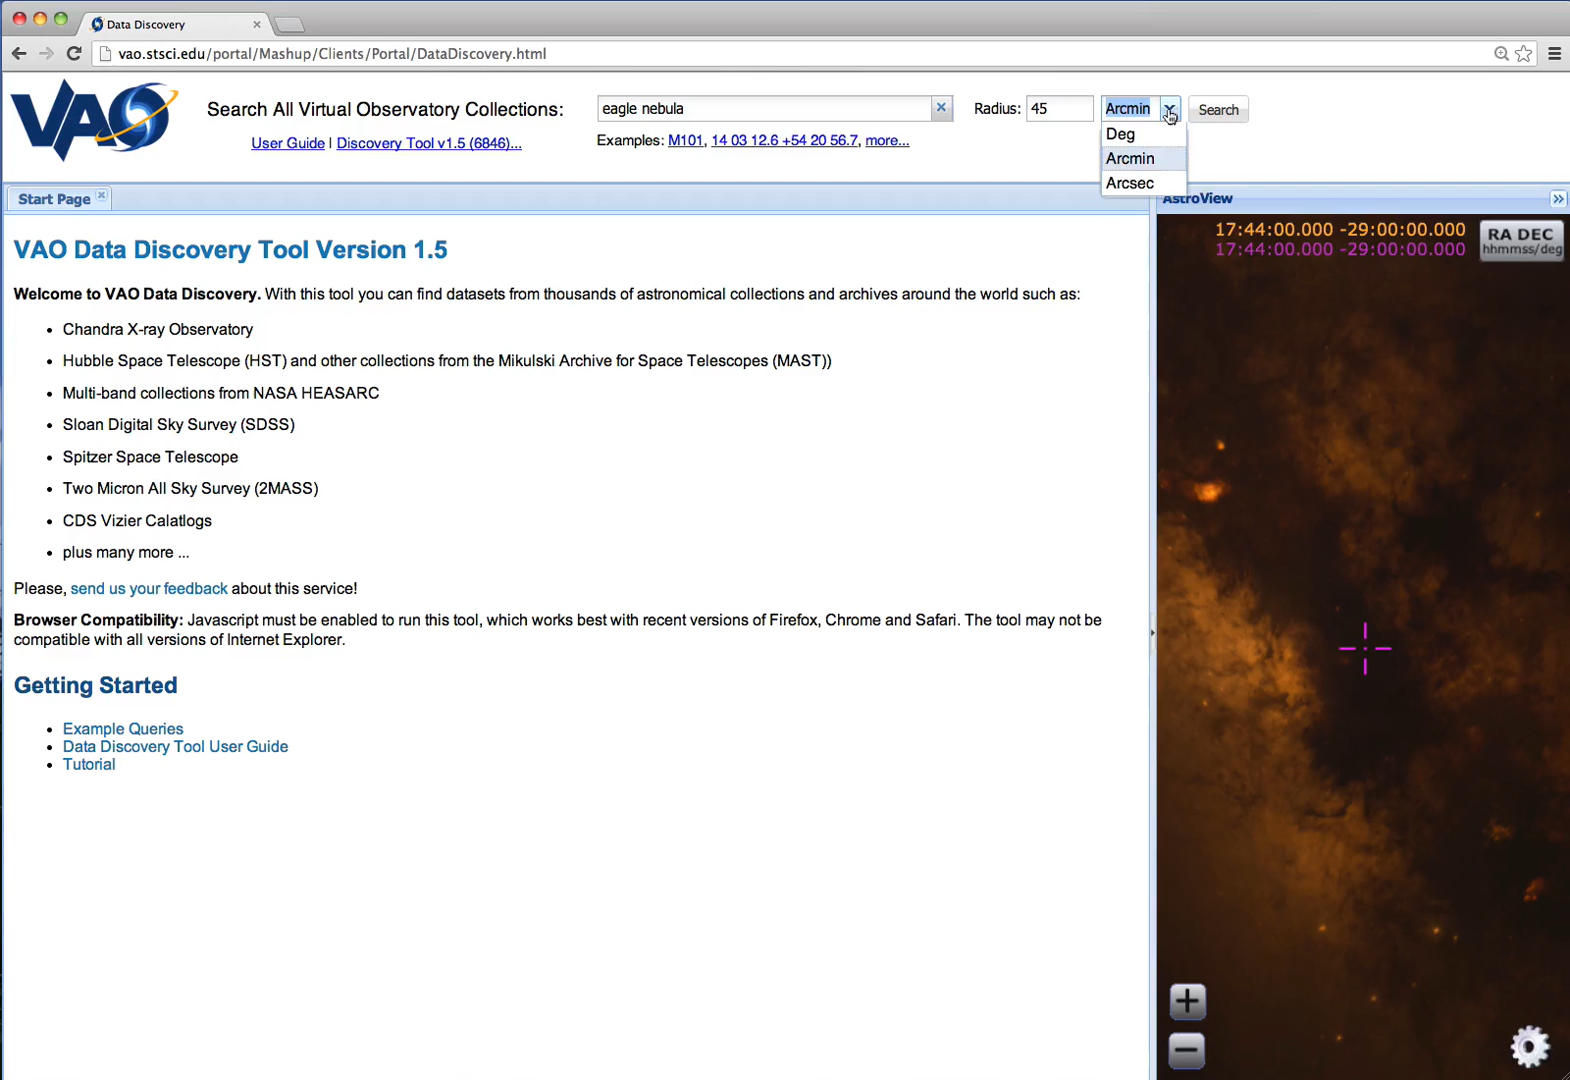 Data Discovery
vao.stsci.edu/portal/Mashup/Clients/Portal/DataDiscovery.html
VAO
Search All Virtual Observatory Collections:
eagle nebula
Radius: 45
Arcmin
Search
User Guide | Discovery Tool v1.5 (6846)...
Examples: M101, 14 03 12.6 +54 20 56.7, more...
Deg
Arcmin
Arcsec
Start Page
AstroView
17:44:00.000 -29:00:00.000
17:44:00.000 -29:00:00.000
RA DEC
hhmmss/deg
VAO Data Discovery Tool Version 1.5
Welcome to VAO Data Discovery. With this tool you can find datasets from thousands of astronomical collections and archives around the world such as:
• Chandra X-ray Observatory
• Hubble Space Telescope (HST) and other collections from the Mikulski Archive for Space Telescopes (MAST))
• Multi-band collections from NASA HEASARC
• Sloan Digital Sky Survey (SDSS)
• Spitzer Space Telescope
• Two Micron All Sky Survey (2MASS)
• CDS Vizier Calatlogs
• plus many more ...
Please, send us your feedback about this service!
Browser Compatibility: Javascript must be enabled to run this tool, which works best with recent versions of Firefox, Chrome and Safari. The tool may not be
compatible with all versions of Internet Explorer.
Getting Started
• Example Queries
• Data Discovery Tool User Guide
• Tutorial